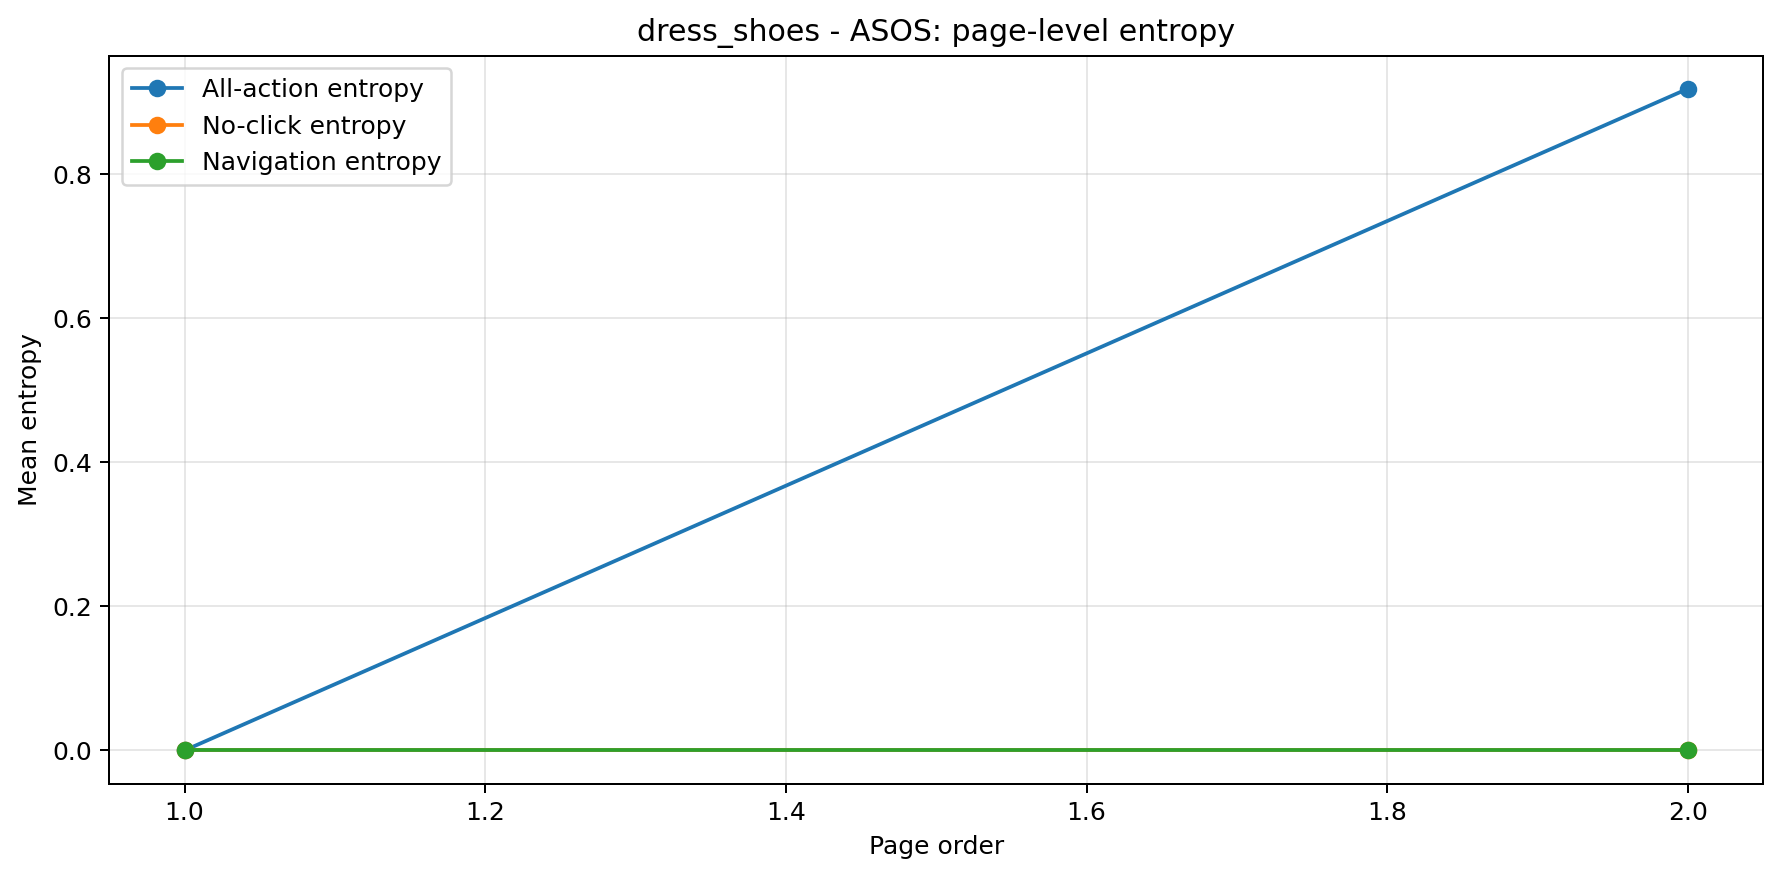 dress_shoes - ASOS: page-level entropy
All-action entropy
No-click entropy
Navigation entropy
Mean entropy
0.8
0.6
0.4
0.2
0.0
1.0 1.2 1.4 1.6 1.8 2.0
Page order